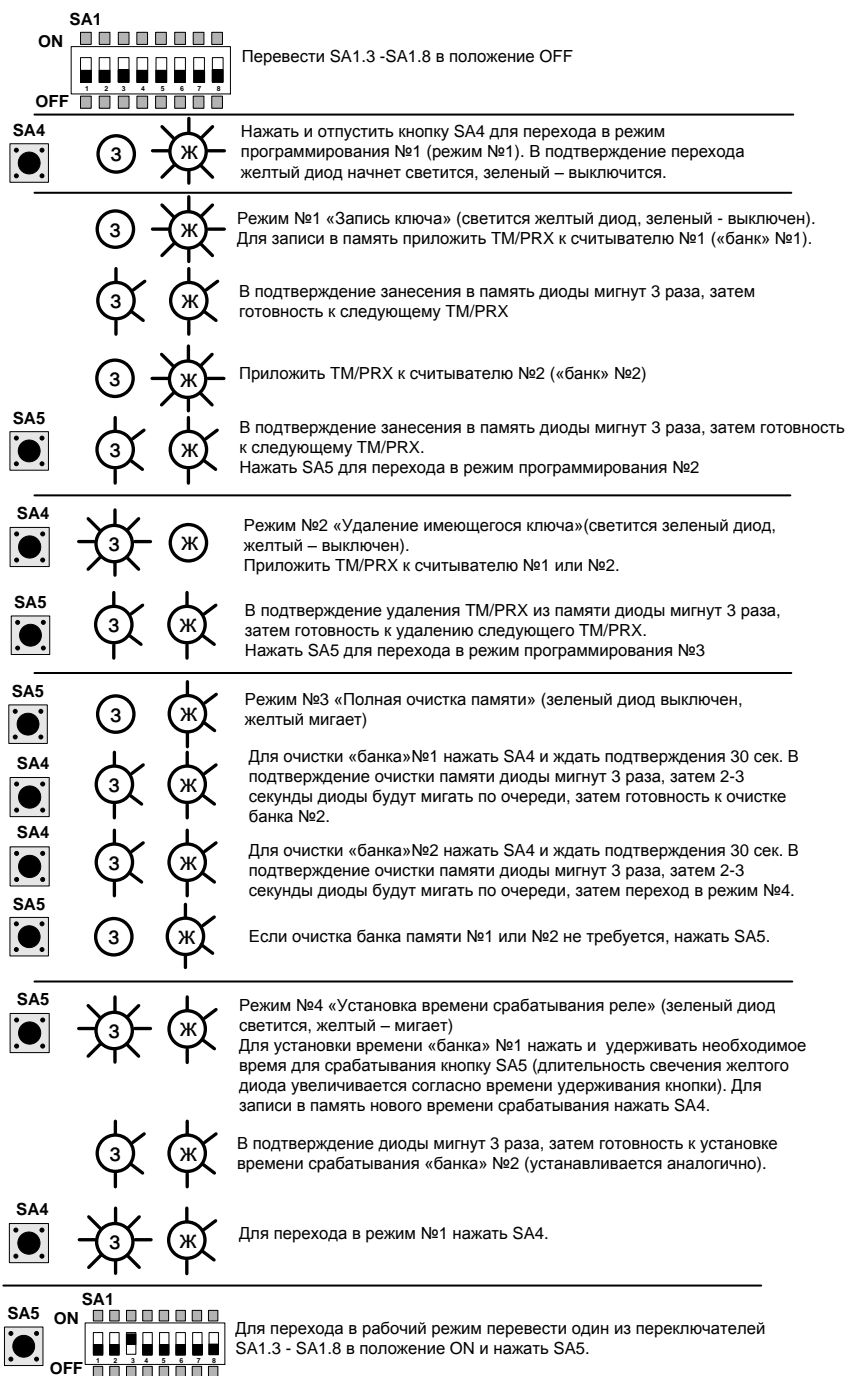 SA1
ON
1 2 3 4 5 6 7 8
OFF
Перевести SA1.3 -SA1.8 в положение OFF
SA4
З Ж
Нажать и отпустить кнопку SA4 для перехода в режим
программирования №1 (режим №1). В подтверждение перехода
желтый диод начнет светится, зеленый – выключится.
З Ж
Режим №1 «Запись ключа» (светится желтый диод, зеленый - выключен).
Для записи в память приложить TM/PRX к считывателю №1 («банк» №1).
З Ж
В подтверждение занесения в память диоды мигнут 3 раза, затем
готовность к следующему TM/PRX
З Ж
Приложить TM/PRX к считывателю №2 («банк» №2)
SA5
З Ж
В подтверждение занесения в память диоды мигнут 3 раза, затем готовность
к следующему TM/PRX.
Нажать SA5 для перехода в режим программирования №2
SA4
З Ж
Режим №2 «Удаление имеющегося ключа»(светится зеленый диод,
желтый – выключен).
Приложить TM/PRX к считывателю №1 или №2.
SA5
З Ж
В подтверждение удаления TM/PRX из памяти диоды мигнут 3 раза,
затем готовность к удалению следующего TM/PRX.
Нажать SA5 для перехода в режим программирования №3
SA5
З Ж
Режим №3 «Полная очистка памяти» (зеленый диод выключен,
желтый мигает)
SA4
З Ж
Для очистки «банка»№1 нажать SA4 и ждать подтверждения 30 сек. В
подтверждение очистки памяти диоды мигнут 3 раза, затем 2-3
секунды диоды будут мигать по очереди, затем готовность к очистке
банка №2.
SA4
З Ж
Для очистки «банка»№2 нажать SA4 и ждать подтверждения 30 сек. В
подтверждение очистки памяти диоды мигнут 3 раза, затем 2-3
секунды диоды будут мигать по очереди, затем переход в режим №4.
SA5
З Ж
Если очистка банка памяти №1 или №2 не требуется, нажать SA5.
SA5
З Ж
Режим №4 «Установка времени срабатывания реле» (зеленый диод
светится, желтый – мигает)
Для установки времени «банка» №1 нажать и удерживать необходимое
время для срабатывания кнопку SA5 (длительность свечения желтого
диода увеличивается согласно времени удерживания кнопки). Для
записи в память нового времени срабатывания нажать SA4.
З Ж
В подтверждение диоды мигнут 3 раза, затем готовность к установке
времени срабатывания «банка» №2 (устанавливается аналогично).
SA4
З Ж
Для перехода в режим №1 нажать SA4.
SA5
SA1
ON
1 2 3 4 5 6 7 8
OFF
Для перехода в рабочий режим перевести один из переключателей
SA1.3 - SA1.8 в положение ON и нажать SA5.